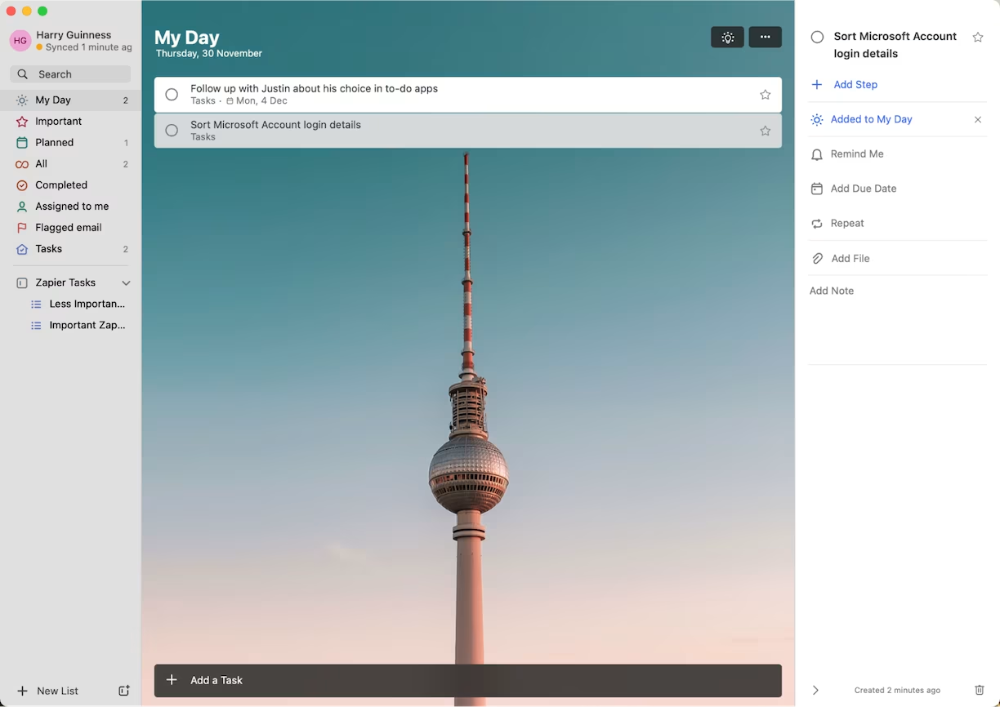 HG
Harry Guinness
Synced 1 minute ag
Search
My Day 2
Important
Planned 1
All 2
Completed
Assigned to me
Flagged email
Tasks 2
Zapier Tasks
Less Importan...
Important Zap...
New List
My Day
Thursday, 30 November
Follow up with Justin about his choice in to-do apps
Tasks · Mon, 4 Dec
Sort Microsoft Account login details
Tasks
Add a Task
Sort Microsoft Account
login details
Add Step
Added to My Day
Remind Me
Add Due Date
Repeat
Add File
Add Note
Created 2 minutes ago